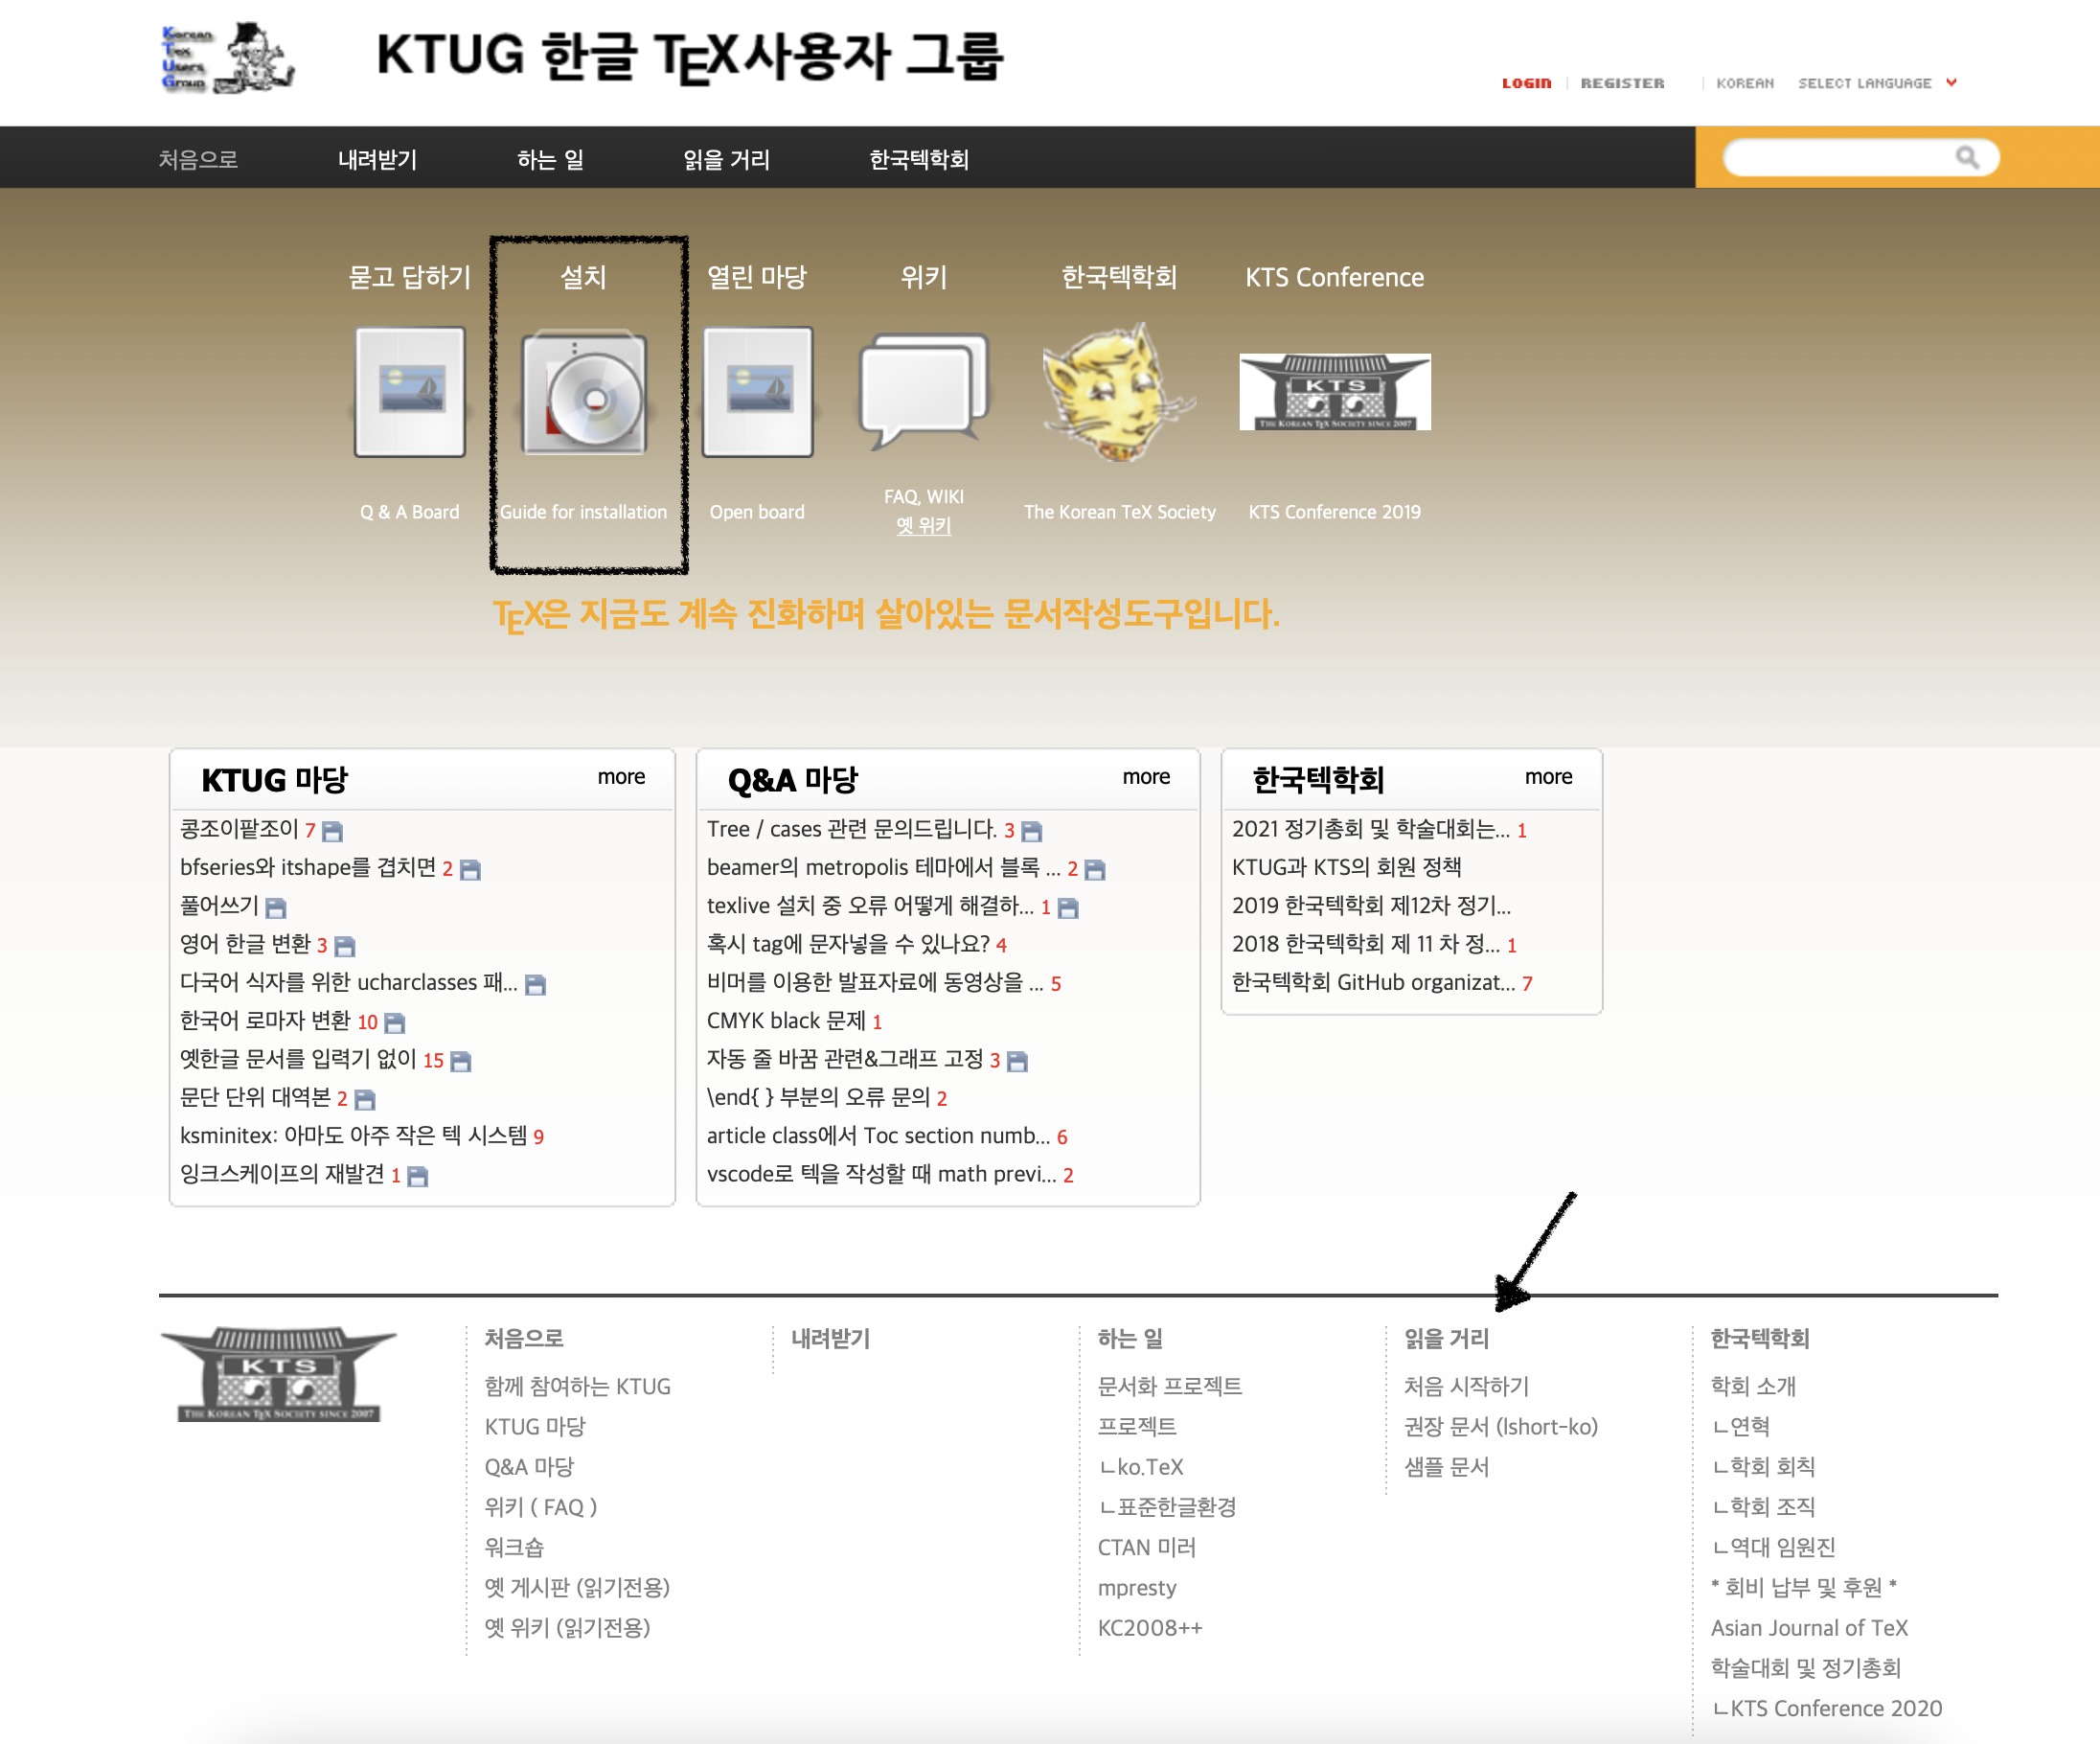 Korean
TeX
Users
Group
KTUG 한글 TEX사용자 그룹
LOGIN
REGISTER
KOREAN
SELECT LANGUAGE
처음으로
내려받기
하는 일
읽을 거리
한국텍학회
묻고 답하기
설치
열린 마당
위키
한국텍학회
KTS Conference
KTS
THE KOREAN TEX SOCIETY SINCE 2007
Q & A Board
Guide for installation
Open board
FAQ, WIKI
옛 위키
The Korean TeX Society
KTS Conference 2019
TEX은 지금도 계속 진화하며 살아있는 문서작성도구입니다.
KTUG 마당
more
콩조이팥조이 7
bfseries와 itshape를 겹치면 2
풀어쓰기
영어 한글 변환 3
다국어 식자를 위한 ucharclasses 패...
한국어 로마자 변환 10
옛한글 문서를 입력기 없이 15
문단 단위 대역본 2
ksminitex: 아마도 아주 작은 텍 시스템 9
잉크스케이프의 재발견 1
Q&A 마당
more
Tree / cases 관련 문의드립니다. 3
beamer의 metropolis 테마에서 블록 ... 2
texlive 설치 중 오류 어떻게 해결하... 1
혹시 tag에 문자넣을 수 있나요? 4
비머를 이용한 발표자료에 동영상을 ... 5
CMYK black 문제 1
자동 줄 바꿈 관련&그래프 고정 3
\end{ } 부분의 오류 문의 2
article class에서 Toc section numb... 6
vscode로 텍을 작성할 때 math previ... 2
한국텍학회
more
2021 정기총회 및 학술대회는... 1
KTUG과 KTS의 회원 정책
2019 한국텍학회 제12차 정기...
2018 한국텍학회 제 11 차 정... 1
한국텍학회 GitHub organizat... 7
KTS
THE KOREAN TEX SOCIETY SINCE 2007
처음으로
함께 참여하는 KTUG
KTUG 마당
Q&A 마당
위키 ( FAQ )
워크숍
옛 게시판 (읽기전용)
옛 위키 (읽기전용)
내려받기
하는 일
문서화 프로젝트
프로젝트
ㄴko.TeX
ㄴ표준한글환경
CTAN 미러
mpresty
KC2008++
읽을 거리
처음 시작하기
권장 문서 (lshort-ko)
샘플 문서
한국텍학회
학회 소개
ㄴ연혁
ㄴ학회 회칙
ㄴ학회 조직
ㄴ역대 임원진
* 회비 납부 및 후원 *
Asian Journal of TeX
학술대회 및 정기총회
ㄴKTS Conference 2020